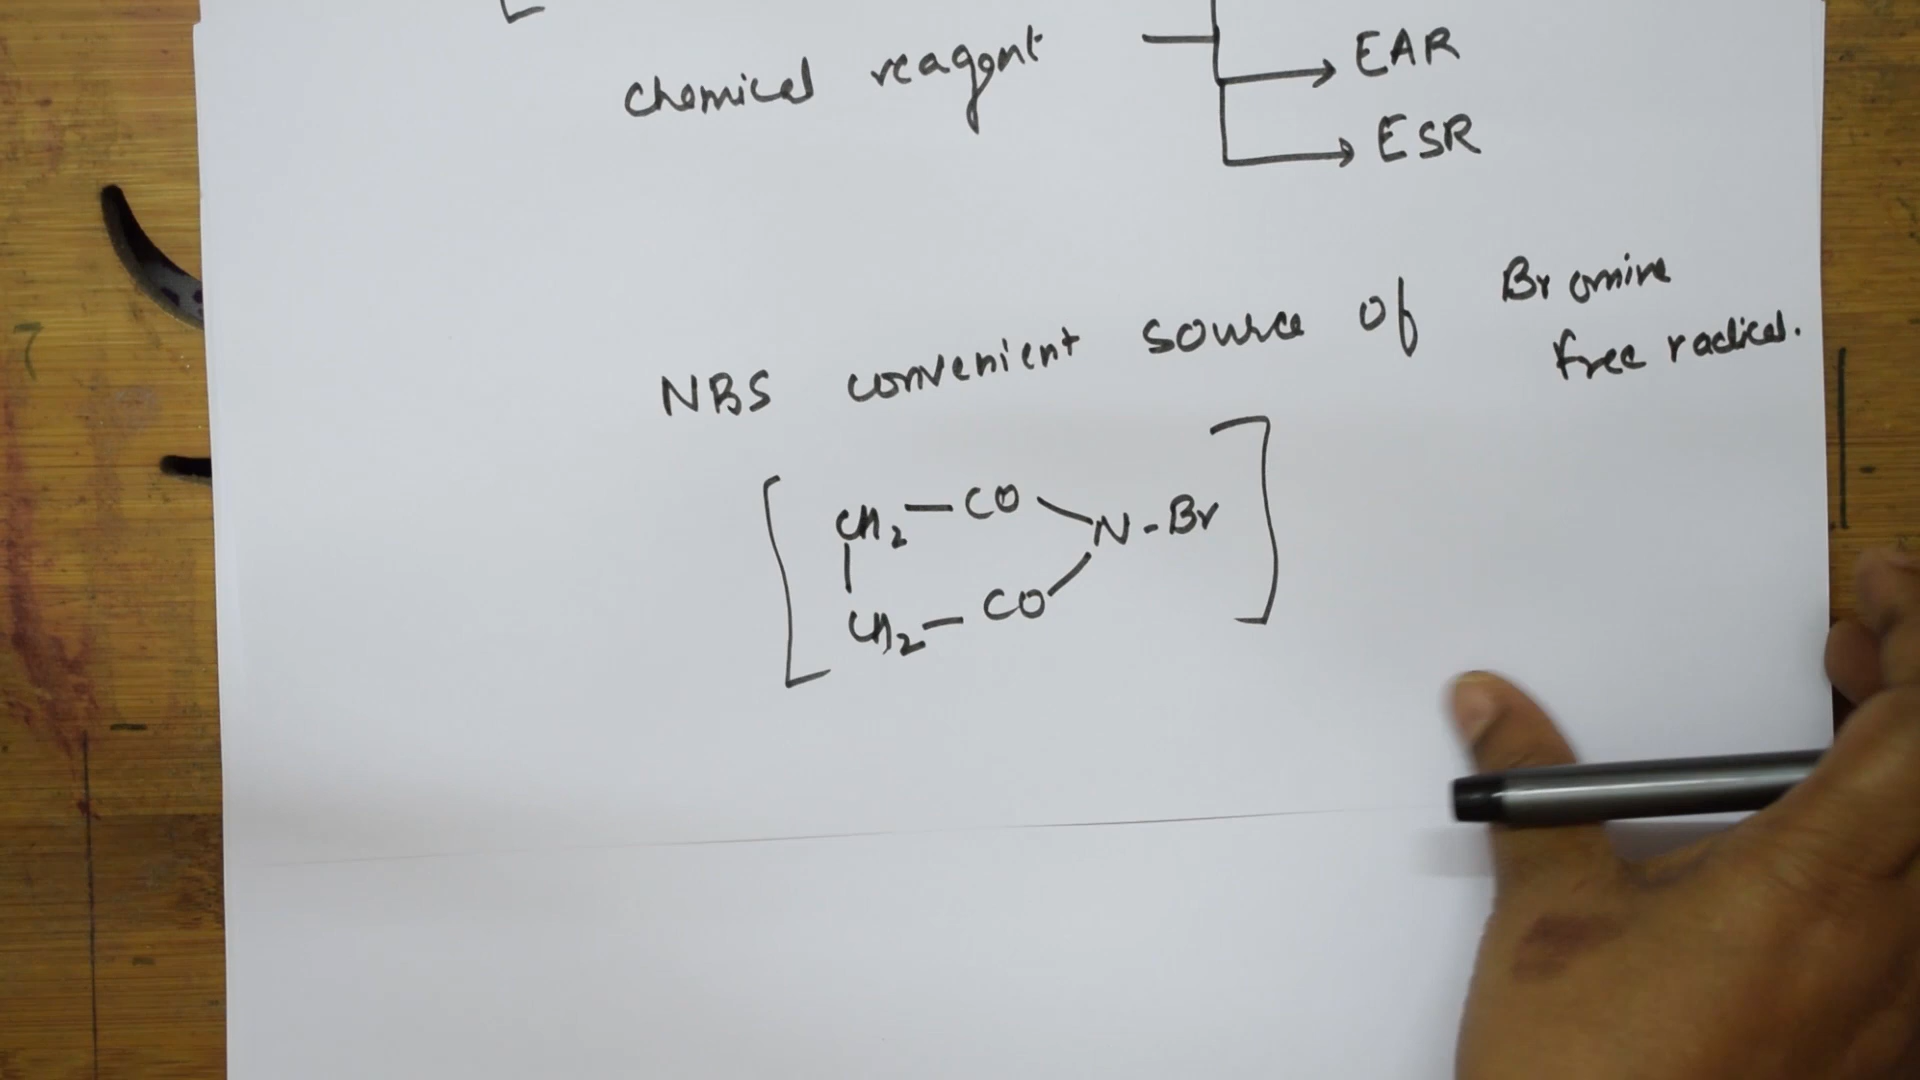 chemical reagent
EAR
ESR
NBS convenient source of Bromine
free radical.
CH2-CO
N-Br
CH2-CO